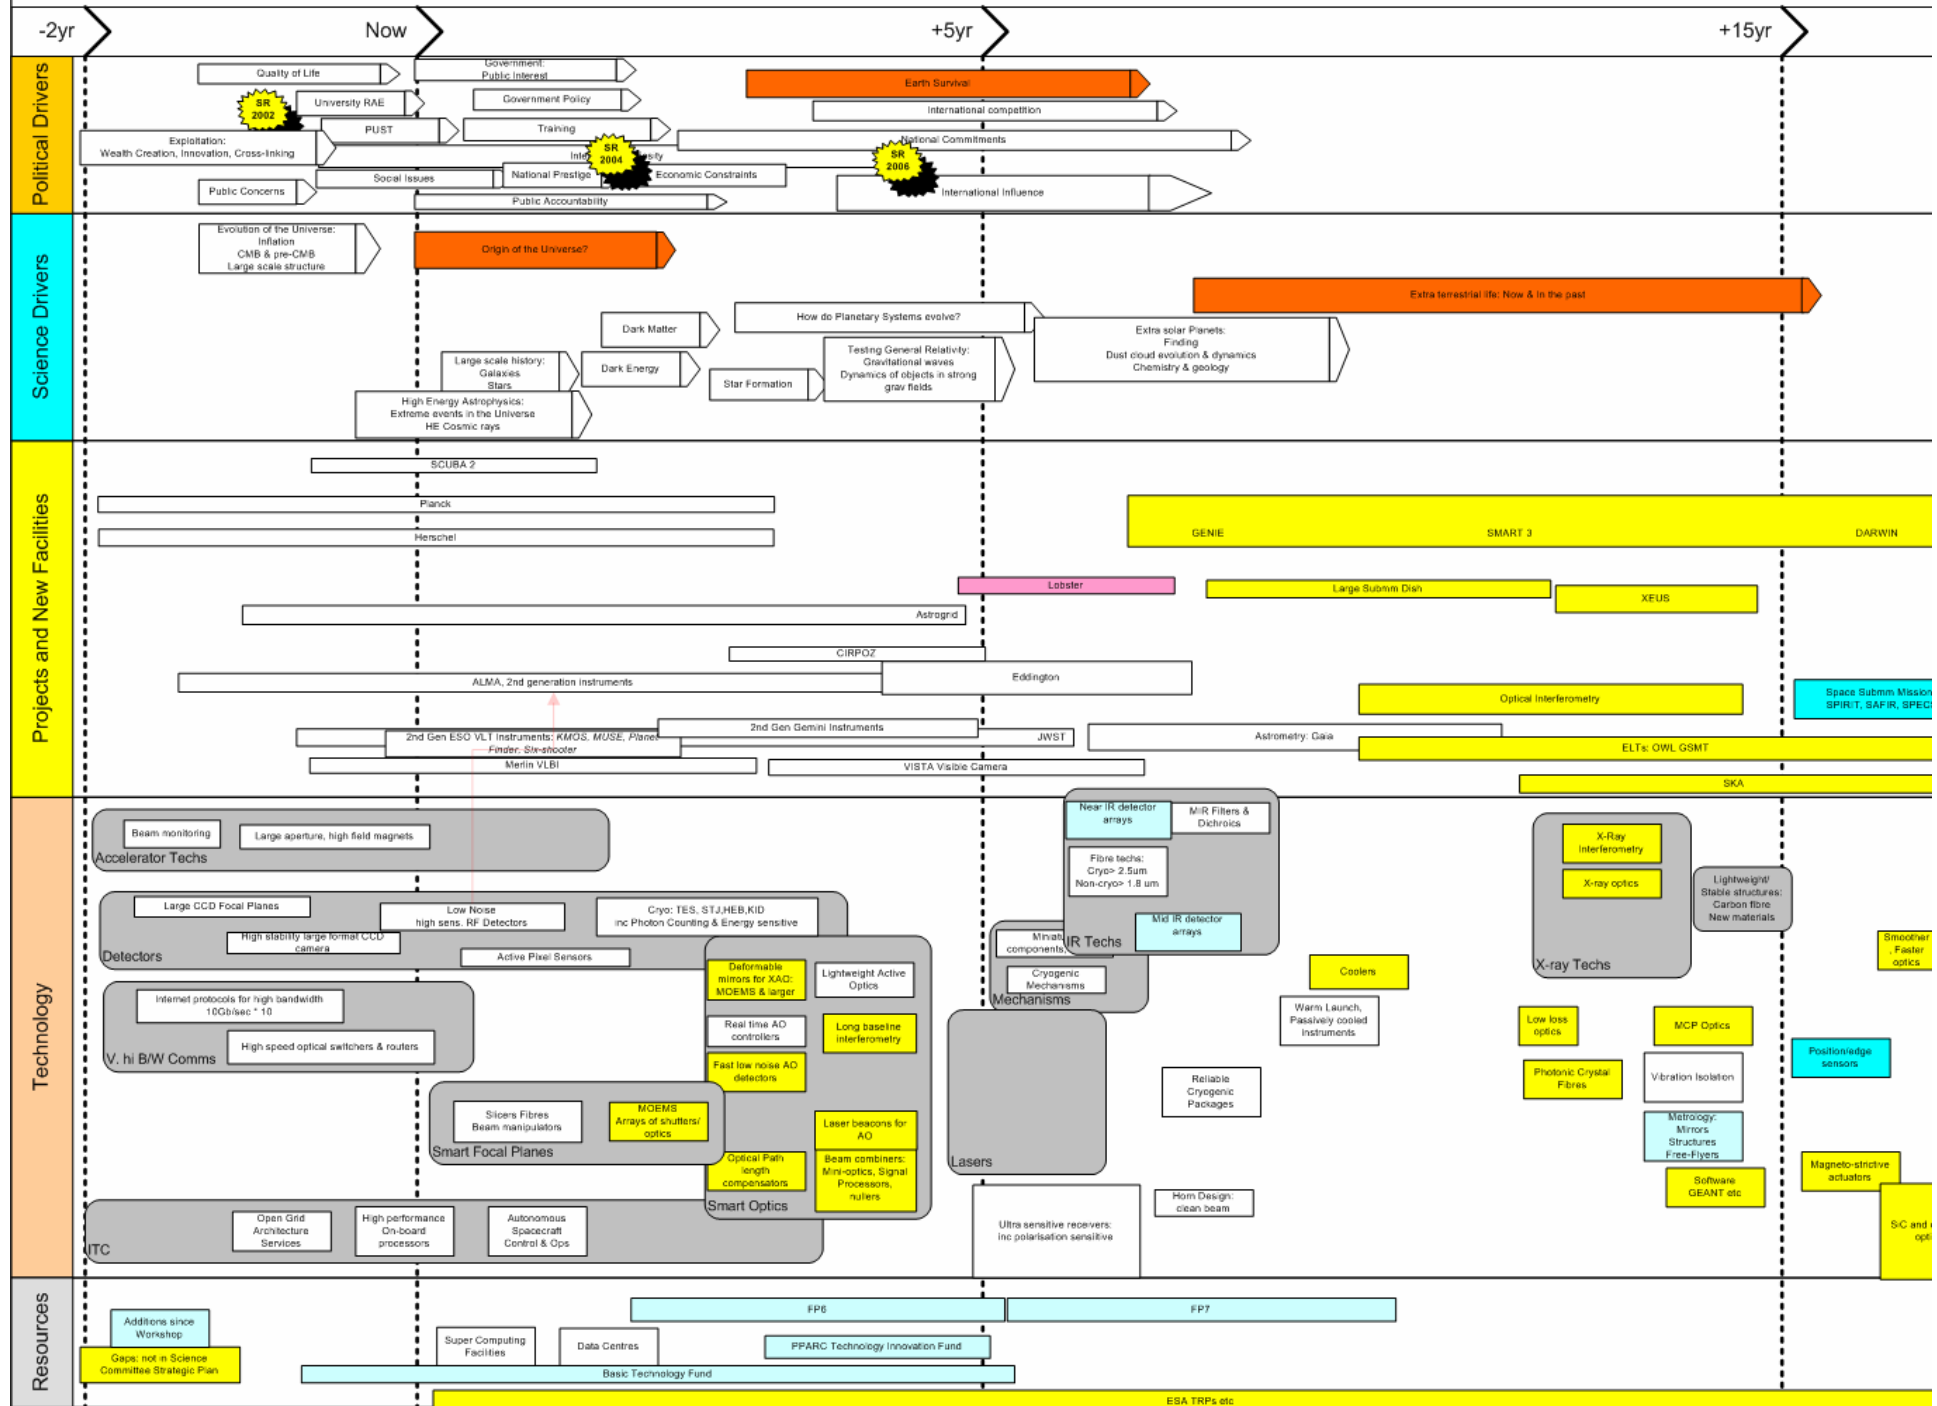 -2yr
Now
+5yr
+15yr
Political Drivers
Quality of Life
Government:
Public Interest
Earth Survival
SR
2002
University RAE
Government Policy
International competition
PUST
Training
National Commitments
Exploitation:
Wealth Creation, Innovation, Cross-linking
SR
2004
SR
2006
Social Issues
National Prestige
Economic Constraints
Public Concerns
Public Accountability
International Influence
Science Drivers
Evolution of the Universe:
Inflation
CMB & pre-CMB
Large scale structure
Origin of the Universe?
Extra terrestrial life: Now & In the past
Dark Matter
How do Planetary Systems evolve?
Extra solar Planets:
Finding
Dust cloud evolution & dynamics
Chemistry & geology
Large scale history:
Galaxies
Stars
Dark Energy
Star Formation
Testing General Relativity:
Gravitational waves
Dynamics of objects in strong
grav fields
High Energy Astrophysics:
Extreme events in the Universe
HE Cosmic rays
Projects and New Facilities
SCUBA 2
Planck
Herschel
GENIE
SMART 3
DARWIN
Lobster
Large Submm Dish
XEUS
Astrogrid
CIRPOZ
ALMA, 2nd generation instruments
Eddington
Optical Interferometry
Space Submm Mission
SPIRIT, SAFIR, SPECS
2nd Gen Gemini Instruments
2nd Gen ESO VLT Instruments: KMOS, MUSE, Planet
Finder, Six-shooter
JWST
Astrometry: Gaia
ELTs: OWL GSMT
Merlin VLBI
VISTA Visible Camera
SKA
Technology
Beam monitoring
Large aperture, high field magnets
Accelerator Techs
Near IR detector
arrays
MIR Filters &
Dichroics
Fibre techs:
Cryo> 2.5um
Non-cryo> 1.8 um
Mid IR detector
arrays
IR Techs
X-Ray
Interferometry
X-ray optics
X-ray Techs
Lightweight/
Stable structures:
Carbon fibre
New materials
Large CCD Focal Planes
Low Noise
high sens. RF Detectors
Cryo: TES, STJ,HEB,KID
inc Photon Counting & Energy sensitive
High stability large format CCD
camera
Active Pixel Sensors
Detectors
components,
Cryogenic
Mechanisms
Mechanisms
Smoother
, Faster
optics
Coolers
Deformable
mirrors for XAO:
MOEMS & larger
Lightweight Active
Optics
Internet protocols for high bandwidth
10Gb/sec * 10
High speed optical switchers & routers
V. hi B/W Comms
Real time AO
controllers
Long baseline
interferometry
Fast low noise AO
detectors
Warm Launch,
Passively cooled
Instruments
Low loss
optics
MCP Optics
Position/edge
sensors
Photonic Crystal
Fibres
Vibration Isolation
Reliable
Cryogenic
Packages
Slicers Fibres
Beam manipulators
MOEMS
Arrays of shutters/
optics
Smart Focal Planes
Laser beacons for
AO
Metrology:
Mirrors
Structures
Free-Flyers
Lasers
Optical Path
length
compensators
Beam combiners:
Mini-optics, Signal
Processors,
nullers
Smart Optics
Magneto-strictive
actuators
Software
GEANT etc
Horn Design:
clean beam
Ultra sensitive receivers:
inc polarisation sensitive
Open Grid
Architecture
Services
High performance
On-board
processors
Autonomous
Spacecraft
Control & Ops
ITC
SiC and
Resources
Additions since
Workshop
Gaps: not in Science
Committee Strategic Plan
FP6
FP7
Super Computing
Facilities
Data Centres
PPARC Technology Innovation Fund
Basic Technology Fund
ESA TRPs etc